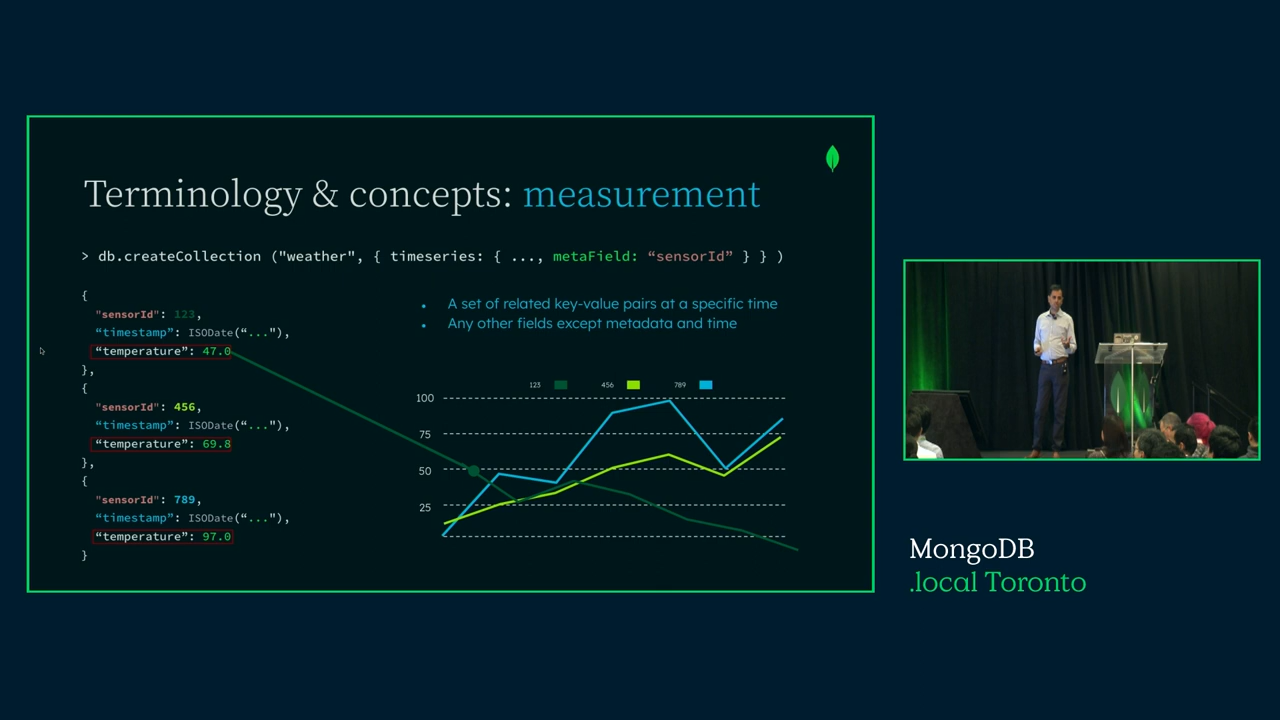 Terminology & concepts: measurement
> db.createCollection ("weather", { timeseries: { ..., metaField: “sensorId” } } )
{
"sensorId": 123,
“timestamp”: ISODate(“...”),
“temperature”: 47.0
},
{
"sensorId": 456,
“timestamp”: ISODate(“...”),
“temperature”: 69.8
},
{
"sensorId": 789,
“timestamp”: ISODate(“...”),
“temperature”: 97.0
}
• A set of related key-value pairs at a specific time
• Any other fields except metadata and time
123 456 789
100
75
50
25
MongoDB
.local Toronto